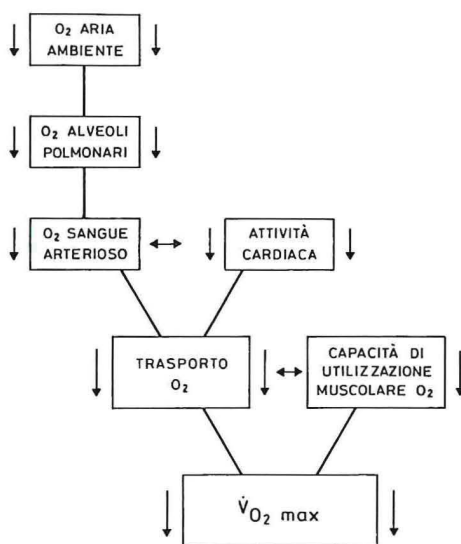 O₂ ARIA
AMBIENTE
O₂ ALVEOLI
POLMONARI
O₂ SANGUE
ARTERIOSO
ATTIVITÀ
CARDIACA
TRASPORTO
O₂
CAPACITÀ DI
UTILIZZAZIONE
MUSCOLARE O₂
V̇O₂ max